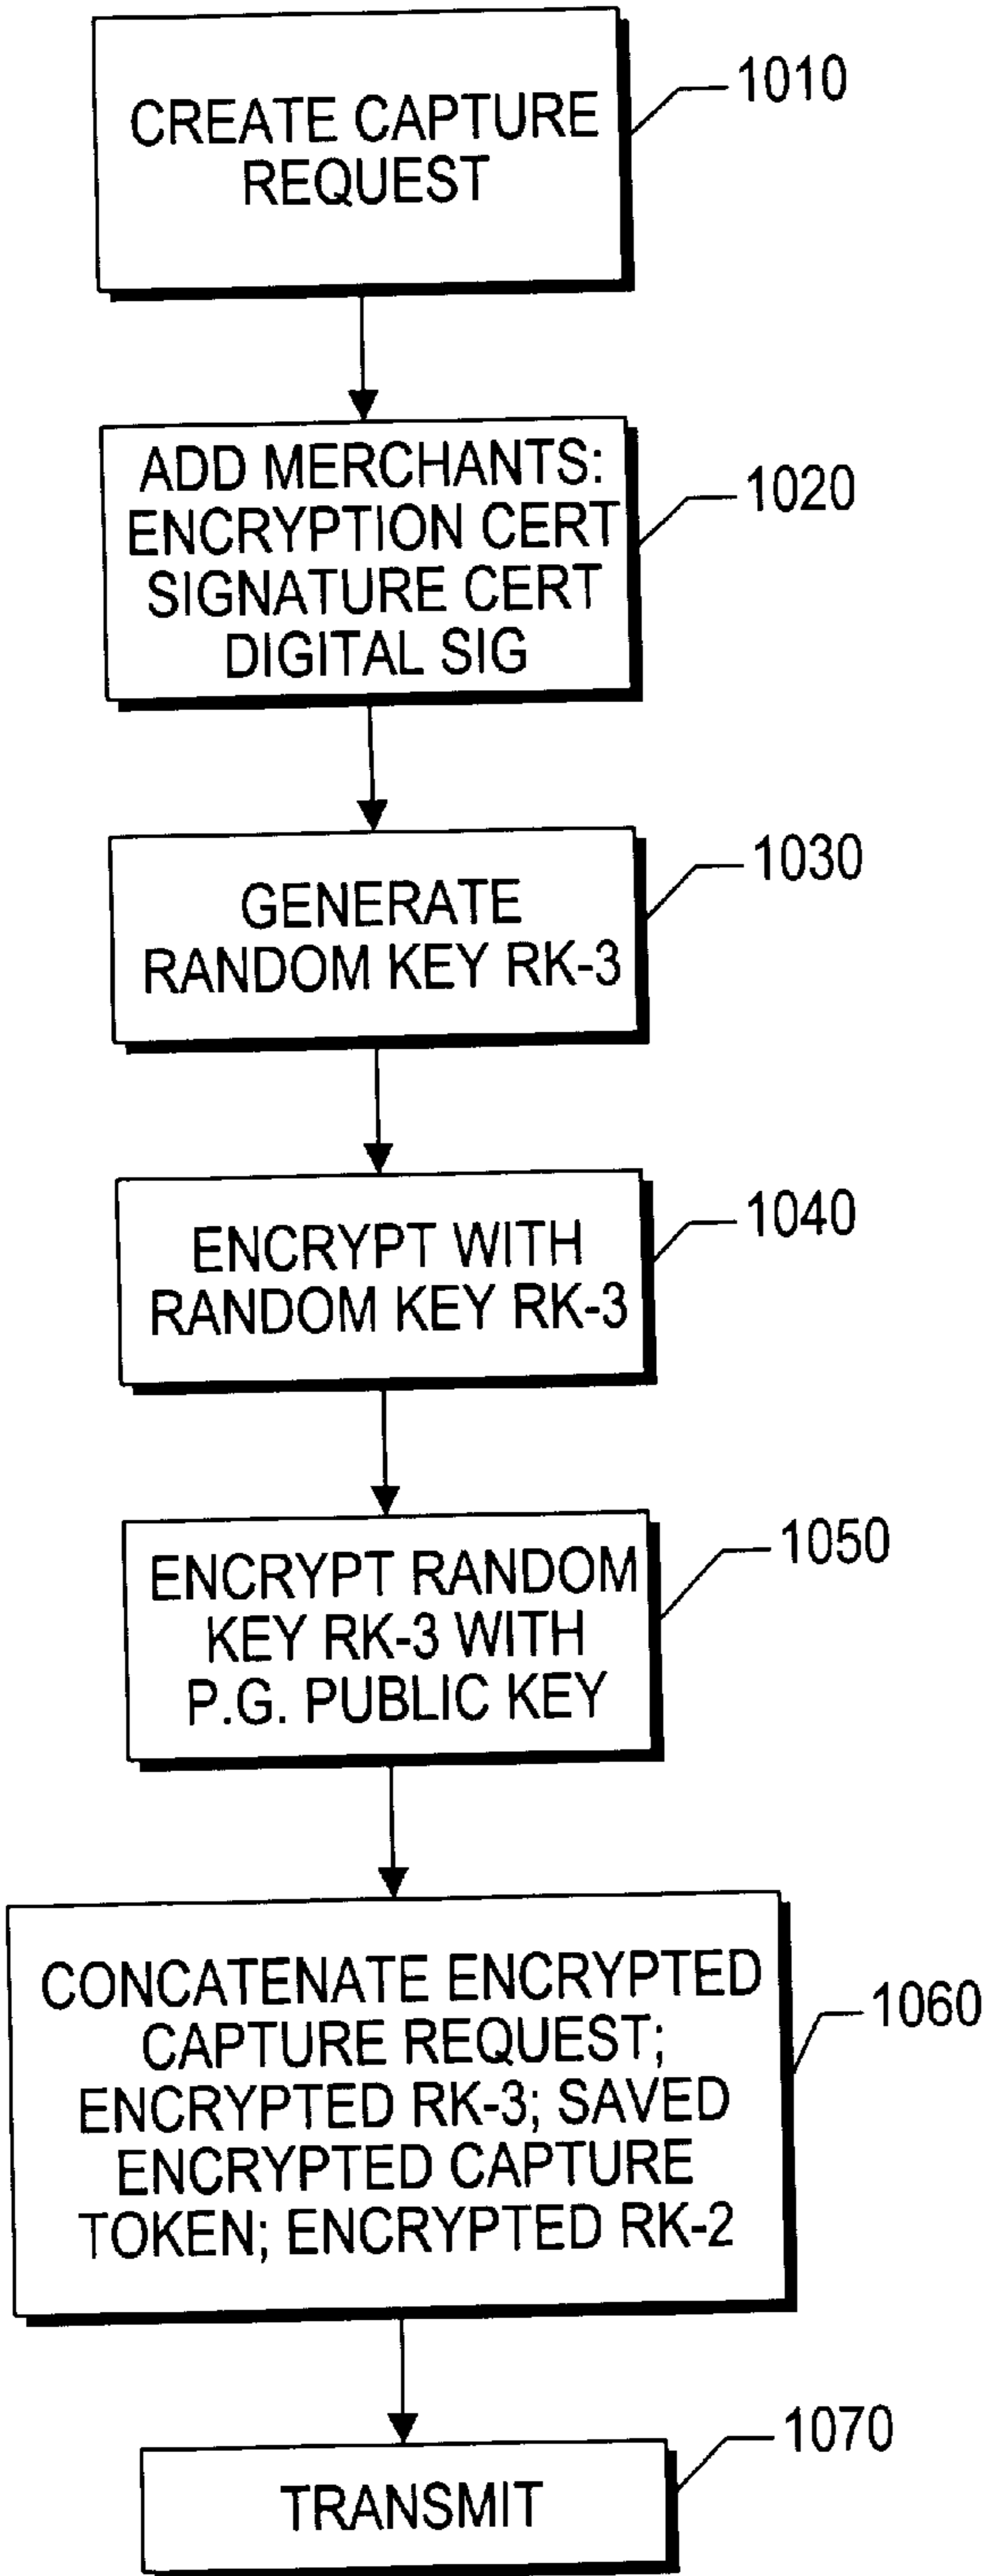 CREATE CAPTURE
REQUEST
1010
ADD MERCHANTS:
ENCRYPTION CERT
SIGNATURE CERT
DIGITAL SIG
1020
GENERATE
RANDOM KEY RK-3
1030
ENCRYPT WITH
RANDOM KEY RK-3
1040
ENCRYPT RANDOM
KEY RK-3 WITH
P.G. PUBLIC KEY
1050
CONCATENATE ENCRYPTED
CAPTURE REQUEST;
ENCRYPTED RK-3; SAVED
ENCRYPTED CAPTURE
TOKEN; ENCRYPTED RK-2
1060
TRANSMIT
1070